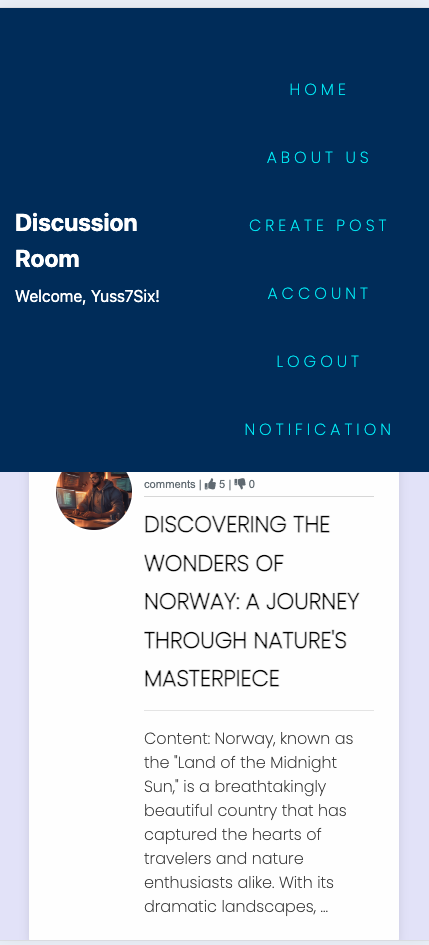 HOME
ABOUT US
CREATE POST
ACCOUNT
LOGOUT
NOTIFICATION
Discussion
Room
Welcome, Yuss7Six!
comments | 5 | 0
DISCOVERING THE
WONDERS OF
NORWAY: A JOURNEY
THROUGH NATURE'S
MASTERPIECE
Content: Norway, known as
the "Land of the Midnight
Sun," is a breathtakingly
beautiful country that has
captured the hearts of
travelers and nature
enthusiasts alike. With its
dramatic landscapes, ...